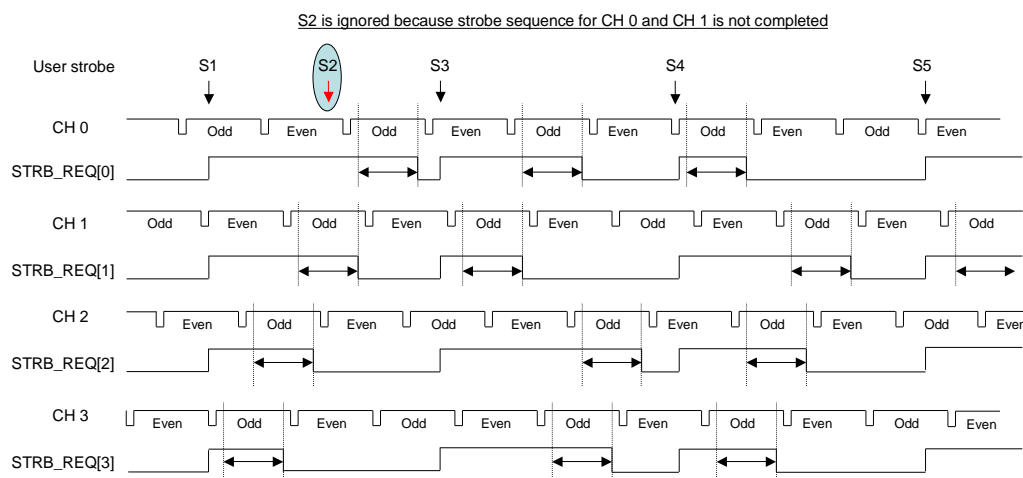 S2 is ignored because strobe sequence for CH 0 and CH 1 is not completed
User strobe S1 S2 S3 S4 S5
CH 0 Odd Even Odd Even Odd Even Odd Even Odd Even
STRB_REQ[0]
CH 1 Odd Even Odd Even Odd Even Odd Even Odd Even Odd
STRB_REQ[1]
CH 2 Even Odd Even Odd Even Odd Even Odd Even Odd Even
STRB_REQ[2]
CH 3 Even Odd Even Odd Even Odd Even Odd Even Odd Even
STRB_REQ[3]